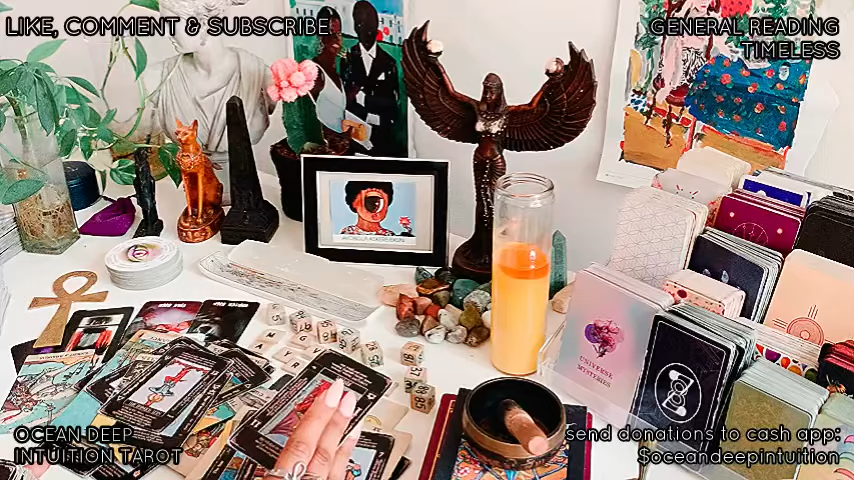 LIKE, COMMENT & SUBSCRIBE
GENERAL READING
TIMELESS
UNIVERSE
MYSTERIES
OCEAN DEEP
INTUITION TAROT
send donations to cash app:
$oceandeepintuition